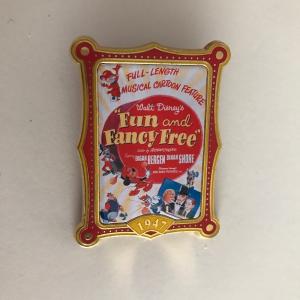 FULL-LENGTH
MUSICAL CARTOON FEATURE
Walt Disney's
"Fun and
Fancy Free"
EDGAR BERGEN DINAH SHORE
1947